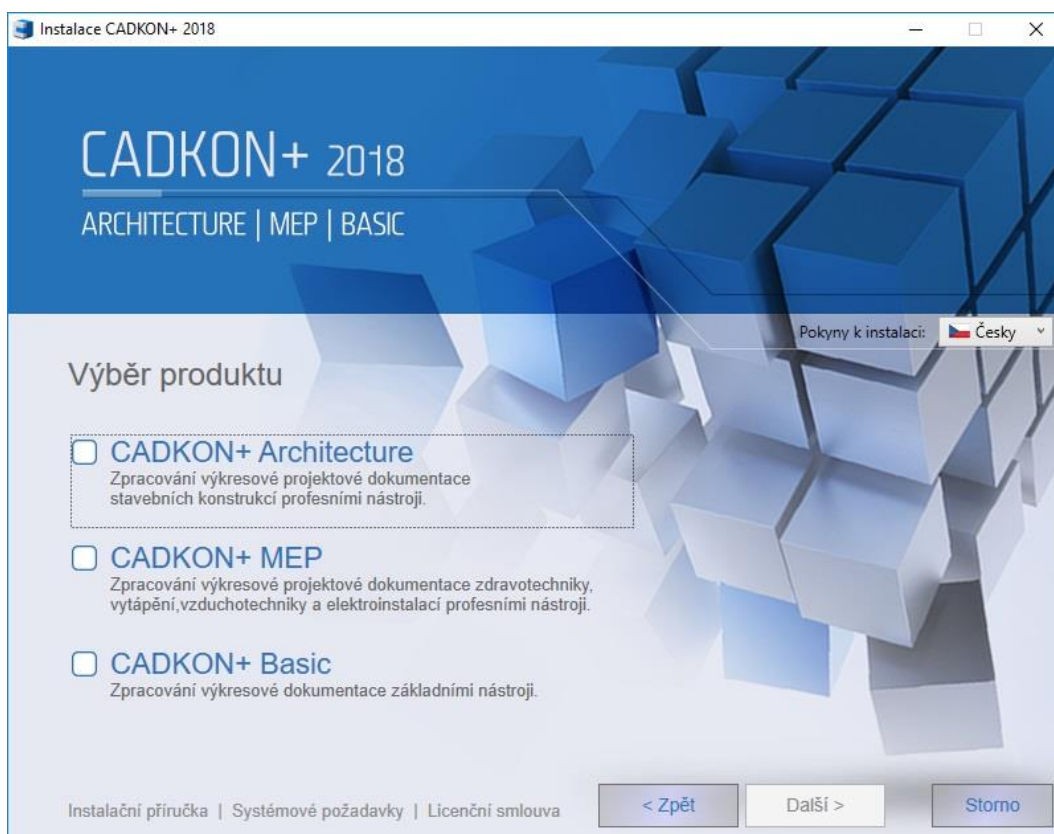 Instalace CADKON+ 2018
CADKON+ 2018
ARCHITECTURE | MEP | BASIC
Pokyny k instalaci: Česky
Výběr produktu
CADKON+ Architecture
Zpracování výkresové projektové dokumentace
stavebních konstrukcí profesními nástroji.
CADKON+ MEP
Zpracování výkresové projektové dokumentace zdravotechniky,
vytápění,vzduchotechniky a elektroinstalací profesními nástroji.
CADKON+ Basic
Zpracování výkresové dokumentace základními nástroji.
Instalační příručka | Systémové požadavky | Licenční smlouva
< Zpět
Další >
Storno